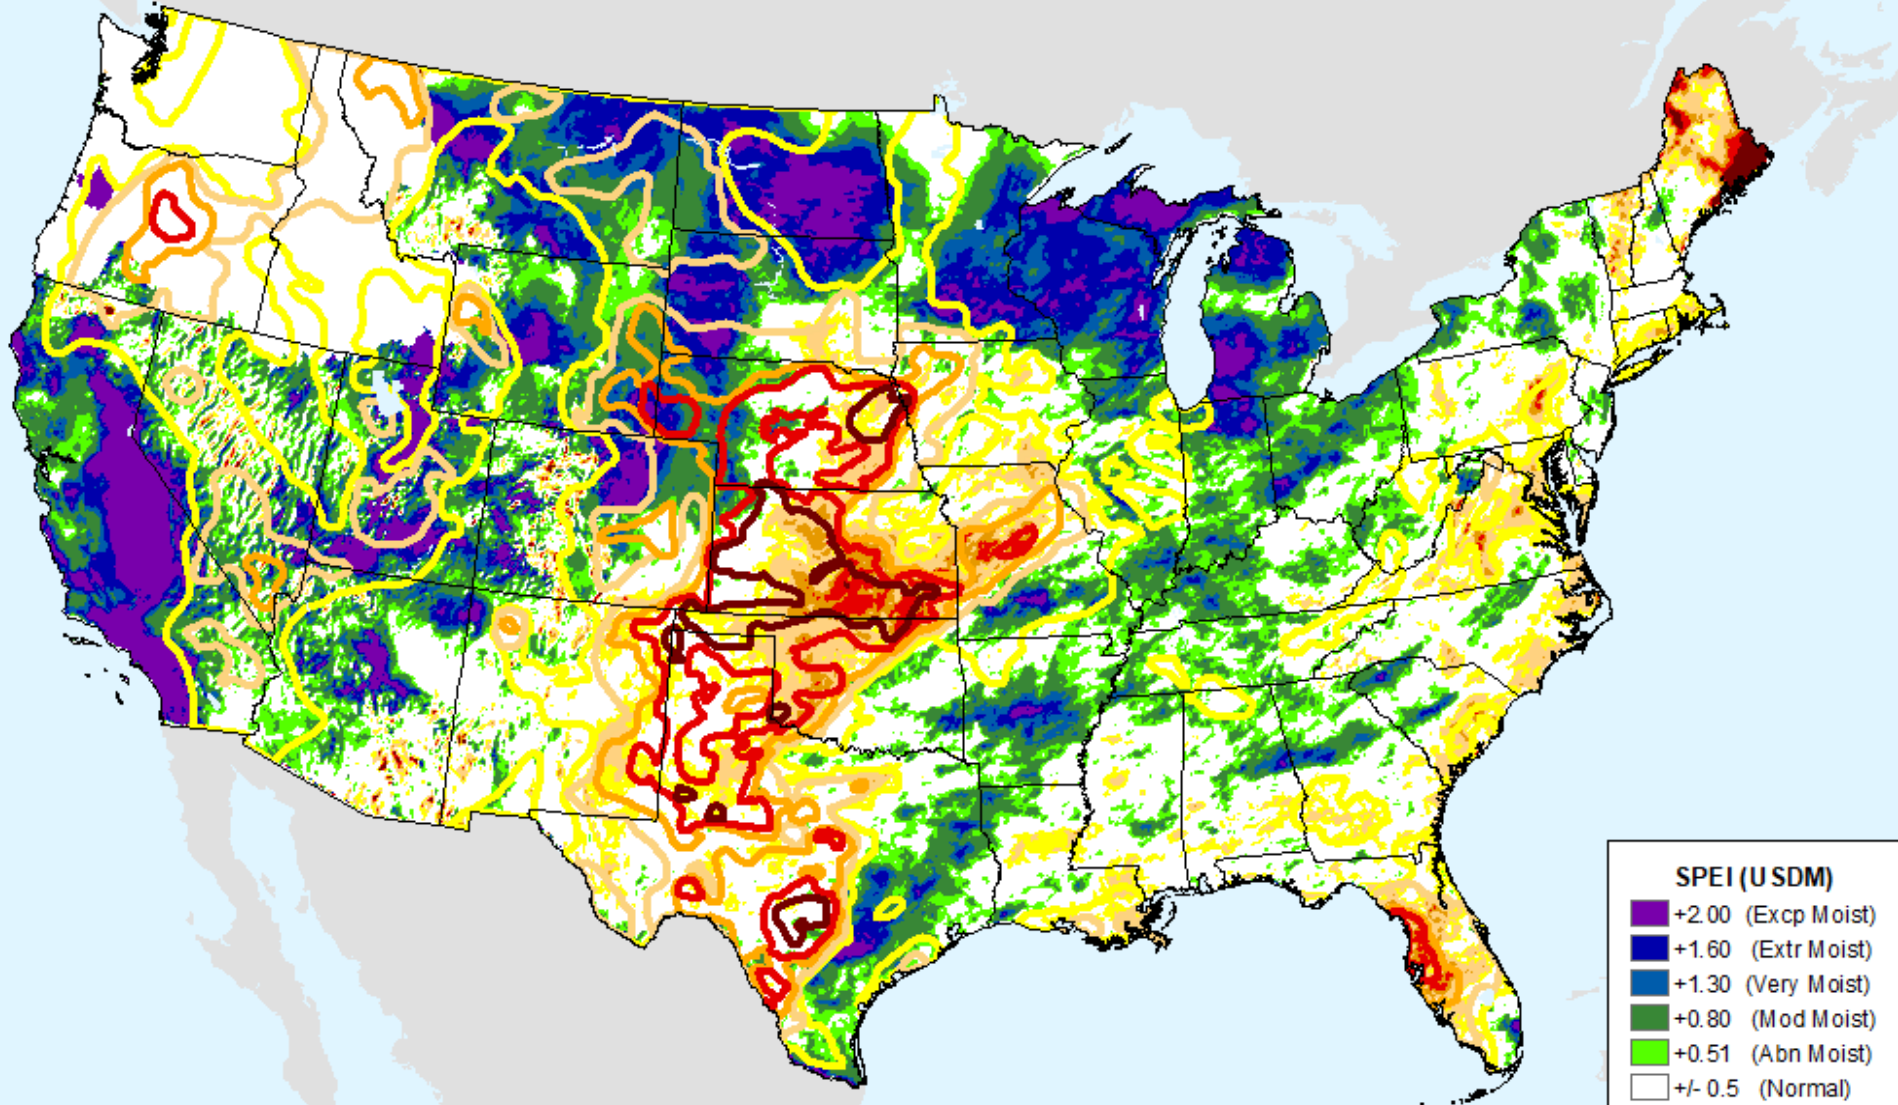 SPEI (USDM)
+2.00 (Excp Moist)
+1.60 (Extr Moist)
+1.30 (Very Moist)
+0.80 (Mod Moist)
+0.51 (Abn Moist)
+/- 0.5 (Normal)